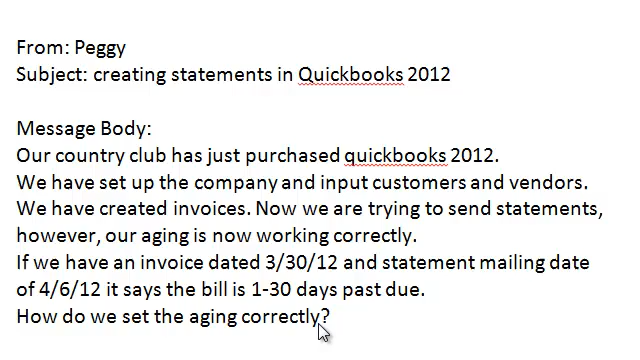 From: Peggy
Subject: creating statements in Quickbooks 2012
Message Body:
Our country club has just purchased quickbooks 2012.
We have set up the company and input customers and vendors.
We have created invoices. Now we are trying to send statements,
however, our aging is now working correctly.
If we have an invoice dated 3/30/12 and statement mailing date
of 4/6/12 it says the bill is 1-30 days past due.
How do we set the aging correctly?